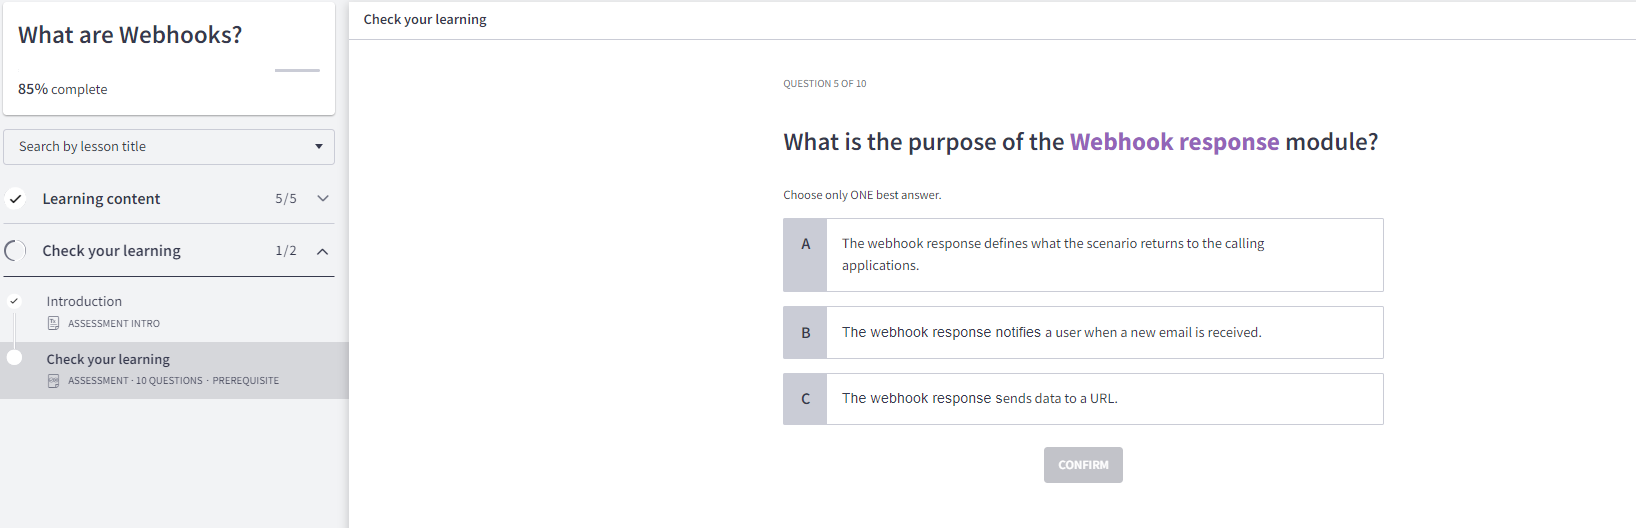 What are Webhooks?
85% complete
Search by lesson title
Learning content 5/5
Check your learning 1/2
Introduction
ASSESSMENT INTRO
Check your learning
ASSESSMENT · 10 QUESTIONS · PREREQUISITE
Check your learning
QUESTION 5 OF 10
What is the purpose of the Webhook response module?
Choose only ONE best answer.
A The webhook response defines what the scenario returns to the calling
applications.
B The webhook response notifies a user when a new email is received.
C The webhook response sends data to a URL.
CONFIRM